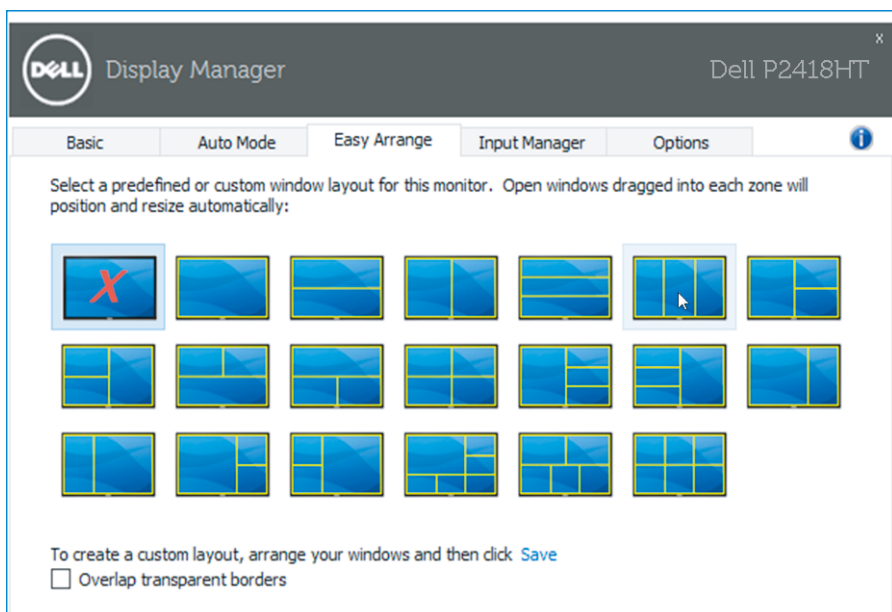 DELL
Display Manager
Dell P2418HT
x
Basic
Auto Mode
Easy Arrange
Input Manager
Options
i
Select a predefined or custom window layout for this monitor. Open windows dragged into each zone will
position and resize automatically:
X
To create a custom layout, arrange your windows and then click Save
Overlap transparent borders